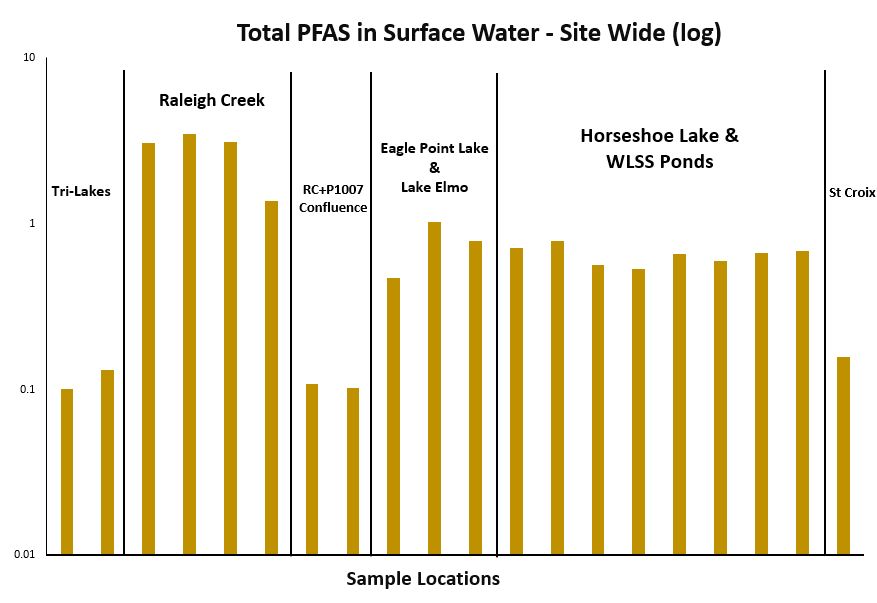 Total PFAS in Surface Water - Site Wide (log)
10
Raleigh Creek
Horseshoe Lake &
WLSS Ponds
Eagle Point Lake
&
Lake Elmo
Tri-Lakes
RC+P1007
Confluence
St Croix
1
0.1
0.01
Sample Locations